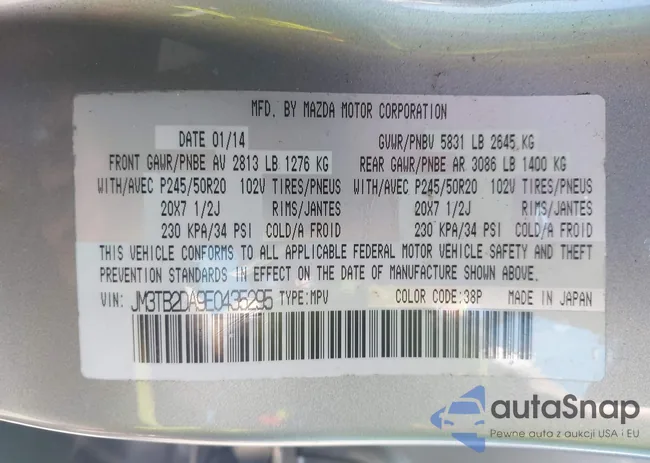 MFD. BY MAZDA MOTOR CORPORATION
DATE 01/14 GVWR/PNBV 5831 LB 2645 KG
FRONT GAWR/PNBE AV 2813 LB 1276 KG REAR GAWR/PNBE AR 3086 LB 1400 KG
WITH/AVEC P245/50R20 102V TIRES/PNEUS WITH/AVEC P245/50R20 102V TIRES/PNEUS
20X7 1/2J RIMS/JANTES 20X7 1/2J RIMS/JANTES
230 KPA/34 PSI COLD/A FROID 230 KPA/34 PSI COLD/A FROID
THIS VEHICLE CONFORMS TO ALL APPLICABLE FEDERAL MOTOR VEHICLE SAFETY AND THEFT
PREVENTION STANDARDS IN EFFECT ON THE DATE OF MANUFACTURE SHOWN ABOVE.
VIN: JM3TB2DA9E0435295 TYPE:MPV COLOR CODE:38P MADE IN JAPAN
autaSnap
Pewne auta z aukcji USA i EU